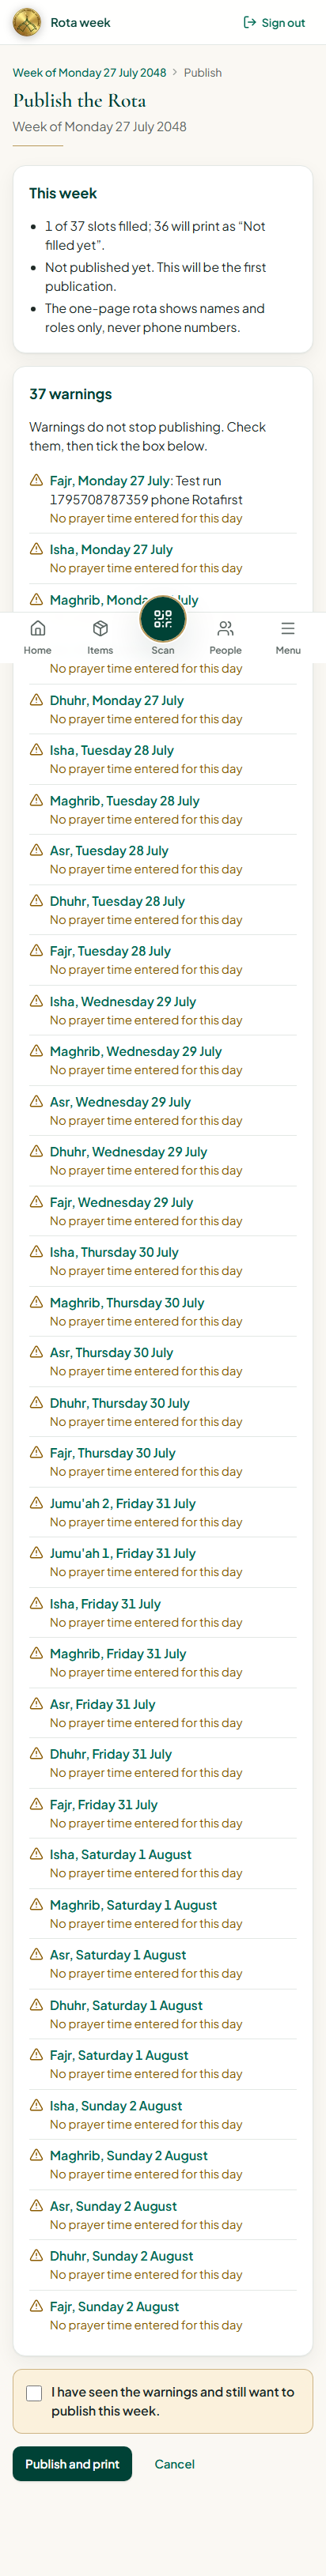 Rota week
Sign out
Week of Monday 27 July 2048 > Publish
Publish the Rota
Week of Monday 27 July 2048
This week
• 1 of 37 slots filled; 36 will print as “Not
filled yet”.
• Not published yet. This will be the first
publication.
• The one-page rota shows names and
roles only, never phone numbers.
37 warnings
Warnings do not stop publishing. Check
them, then tick the box below.
Fajr, Monday 27 July: Test run
1795708787359 phone Rotafirst
No prayer time entered for this day
Isha, Monday 27 July
No prayer time entered for this day
Maghrib, July
Home
Items
Scan
People
Menu
No prayer time entered for this day
Dhuhr, Monday 27 July
No prayer time entered for this day
Isha, Tuesday 28 July
No prayer time entered for this day
Maghrib, Tuesday 28 July
No prayer time entered for this day
Asr, Tuesday 28 July
No prayer time entered for this day
Dhuhr, Tuesday 28 July
No prayer time entered for this day
Fajr, Tuesday 28 July
No prayer time entered for this day
Isha, Wednesday 29 July
No prayer time entered for this day
Maghrib, Wednesday 29 July
No prayer time entered for this day
Asr, Wednesday 29 July
No prayer time entered for this day
Dhuhr, Wednesday 29 July
No prayer time entered for this day
Fajr, Wednesday 29 July
No prayer time entered for this day
Isha, Thursday 30 July
No prayer time entered for this day
Maghrib, Thursday 30 July
No prayer time entered for this day
Asr, Thursday 30 July
No prayer time entered for this day
Dhuhr, Thursday 30 July
No prayer time entered for this day
Fajr, Thursday 30 July
No prayer time entered for this day
Jumu'ah 2, Friday 31 July
No prayer time entered for this day
Jumu'ah 1, Friday 31 July
No prayer time entered for this day
Isha, Friday 31 July
No prayer time entered for this day
Maghrib, Friday 31 July
No prayer time entered for this day
Asr, Friday 31 July
No prayer time entered for this day
Dhuhr, Friday 31 July
No prayer time entered for this day
Fajr, Friday 31 July
No prayer time entered for this day
Isha, Saturday 1 August
No prayer time entered for this day
Maghrib, Saturday 1 August
No prayer time entered for this day
Asr, Saturday 1 August
No prayer time entered for this day
Dhuhr, Saturday 1 August
No prayer time entered for this day
Fajr, Saturday 1 August
No prayer time entered for this day
Isha, Sunday 2 August
No prayer time entered for this day
Maghrib, Sunday 2 August
No prayer time entered for this day
Asr, Sunday 2 August
No prayer time entered for this day
Dhuhr, Sunday 2 August
No prayer time entered for this day
Fajr, Sunday 2 August
No prayer time entered for this day
I have seen the warnings and still want to
publish this week.
Publish and print
Cancel